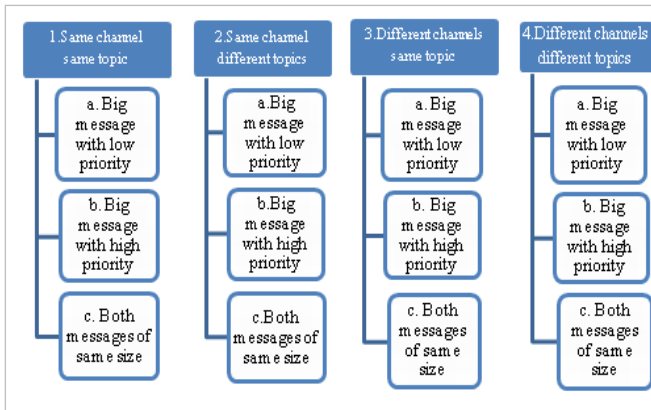 1.Same channel
same topic
a. Big
message
with low
priority
b. Big
message
with high
priority
c. Both
messages of
same size
2.Same channel
different topics
a.Big
message
with low
priority
b.Big
message
with high
priority
c.Both
messages of
same size
3.Different channels
same topic
a. Big
message
with low
priority
b. Big
message
with high
priority
c. Both
messages
of same
size
4.Different channels
different topics
a. Big
message
with low
priority
b. Big
message
with high
priority
c. Both
messages
of same
size